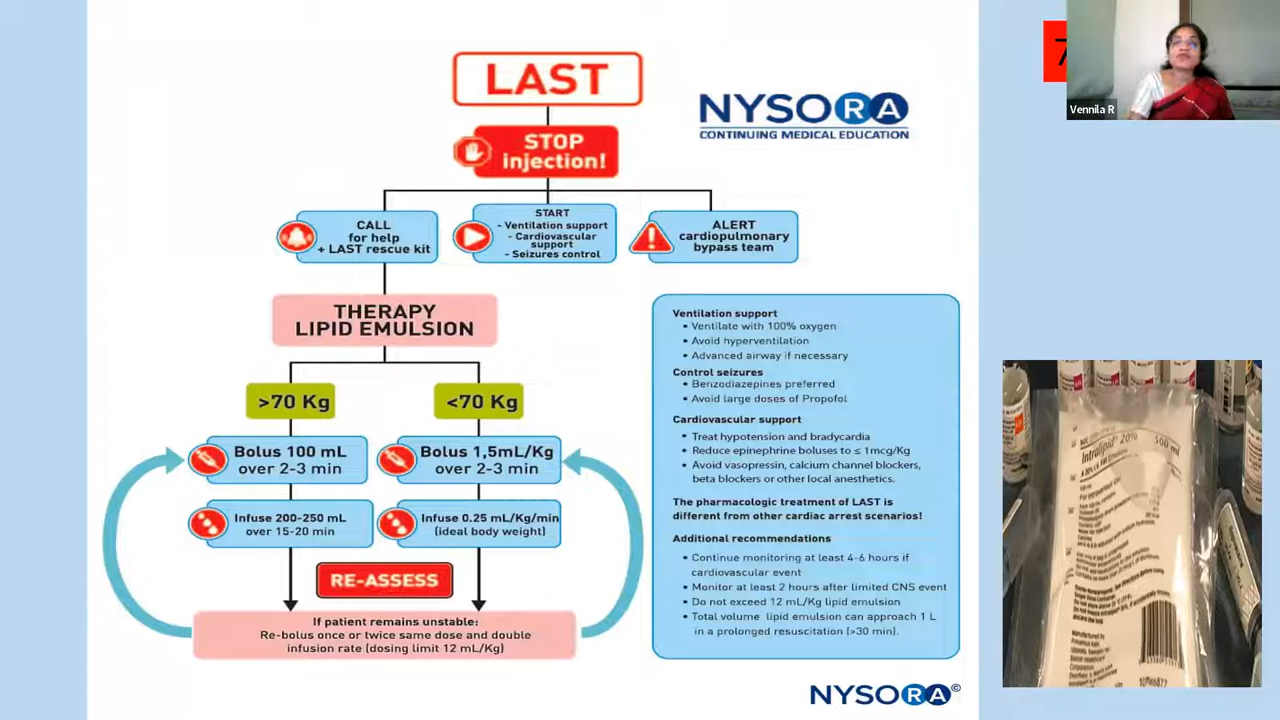 LAST
NYSORA
CONTINUING MEDICAL EDUCATION
7
Vennila R
STOP
injection!
CALL
for help
+ LAST rescue kit
START
- Ventilation support
- Cardiovascular
support
- Seizures control
ALERT
cardiopulmonary
bypass team
THERAPY
LIPID EMULSION
>70 Kg
<70 Kg
Bolus 100 mL
over 2-3 min
Bolus 1,5mL/Kg
over 2-3 min
Infuse 200-250 mL
over 15-20 min
Infuse 0.25 mL/Kg/min
(ideal body weight)
RE-ASSESS
If patient remains unstable:
Re-bolus once or twice same dose and double
infusion rate (dosing limit 12 mL/Kg)
Ventilation support
• Ventilate with 100% oxygen
• Avoid hyperventilation
• Advanced airway if necessary
Control seizures
• Benzodiazepines preferred
• Avoid large doses of Propofol
Cardiovascular support
• Treat hypotension and bradycardia
• Reduce epinephrine boluses to ≤ 1mcg/Kg
• Avoid vasopressin, calcium channel blockers,
beta blockers or other local anesthetics.
The pharmacologic treatment of LAST is
different from other cardiac arrest scenarios!
Additional recommendations
• Continue monitoring at least 4-6 hours if
cardiovascular event
• Monitor at least 2 hours after limited CNS event
• Do not exceed 12 mL/Kg lipid emulsion
• Total volume lipid emulsion can approach 1 L
in a prolonged resuscitation (>30 min).
NYSORA©
Intralipid 20%
500 ml